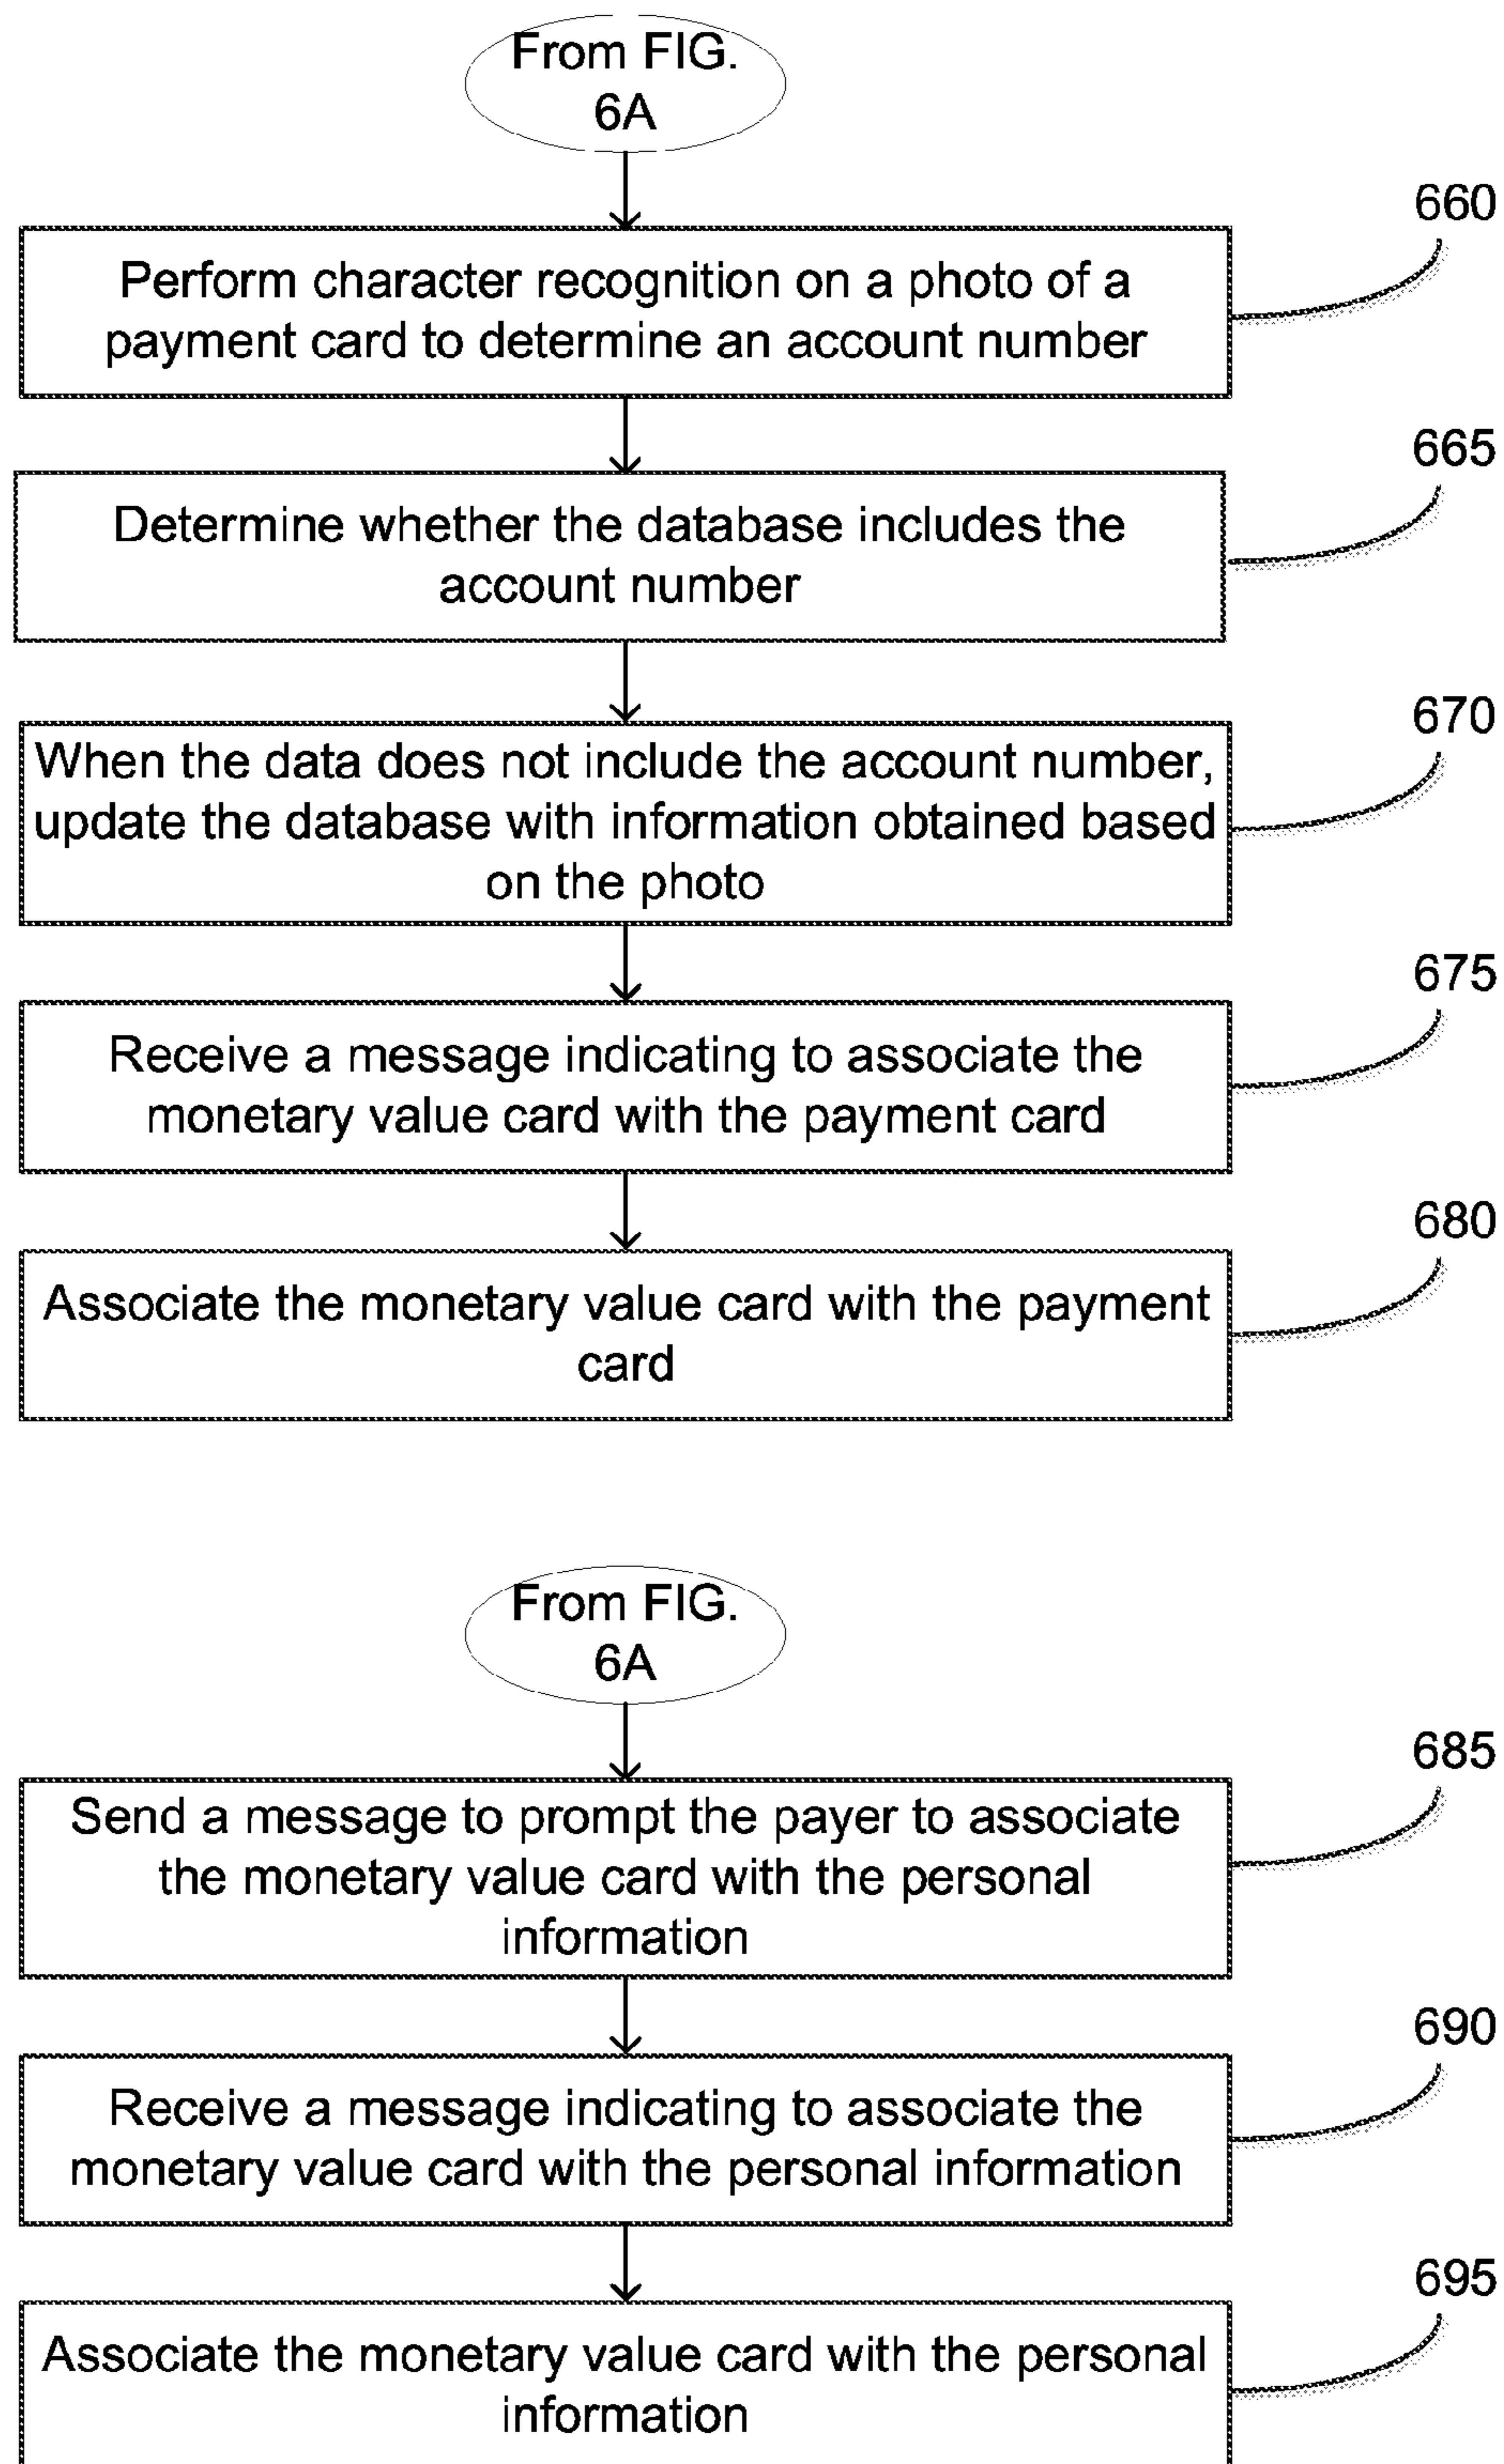 From FIG.
6A
660
Perform character recognition on a photo of a
payment card to determine an account number
665
Determine whether the database includes the
account number
670
When the data does not include the account number,
update the database with information obtained based
on the photo
675
Receive a message indicating to associate the
monetary value card with the payment card
680
Associate the monetary value card with the payment
card
From FIG.
6A
685
Send a message to prompt the payer to associate
the monetary value card with the personal
information
690
Receive a message indicating to associate the
monetary value card with the personal information
695
Associate the monetary value card with the personal
information